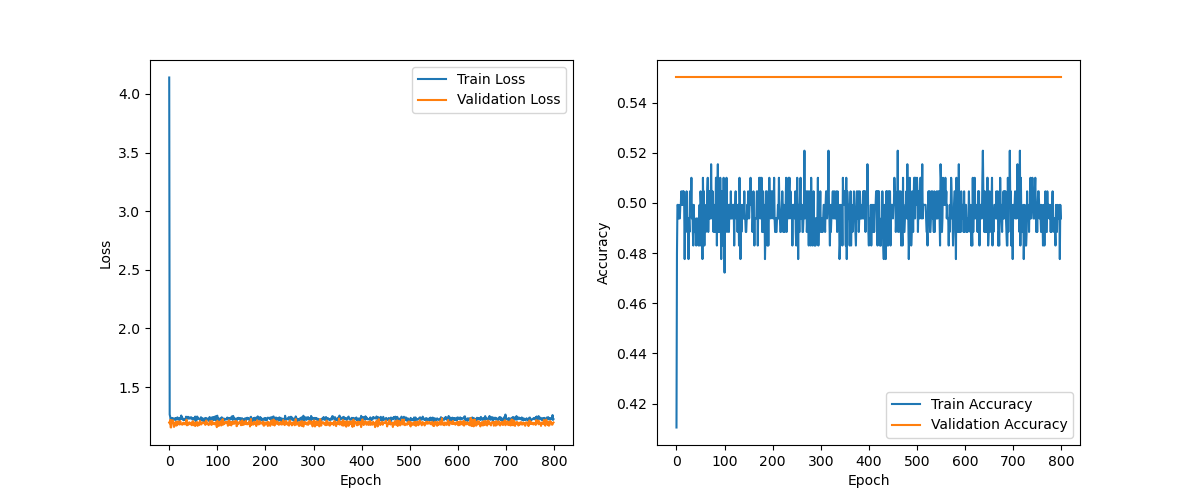 4.0
3.5
3.0
2.5
2.0
1.5
Loss
0 100 200 300 400 500 600 700 800
Epoch
Train Loss
Validation Loss
0.54
0.52
0.50
0.48
0.46
0.44
0.42
Accuracy
0 100 200 300 400 500 600 700 800
Epoch
Train Accuracy
Validation Accuracy